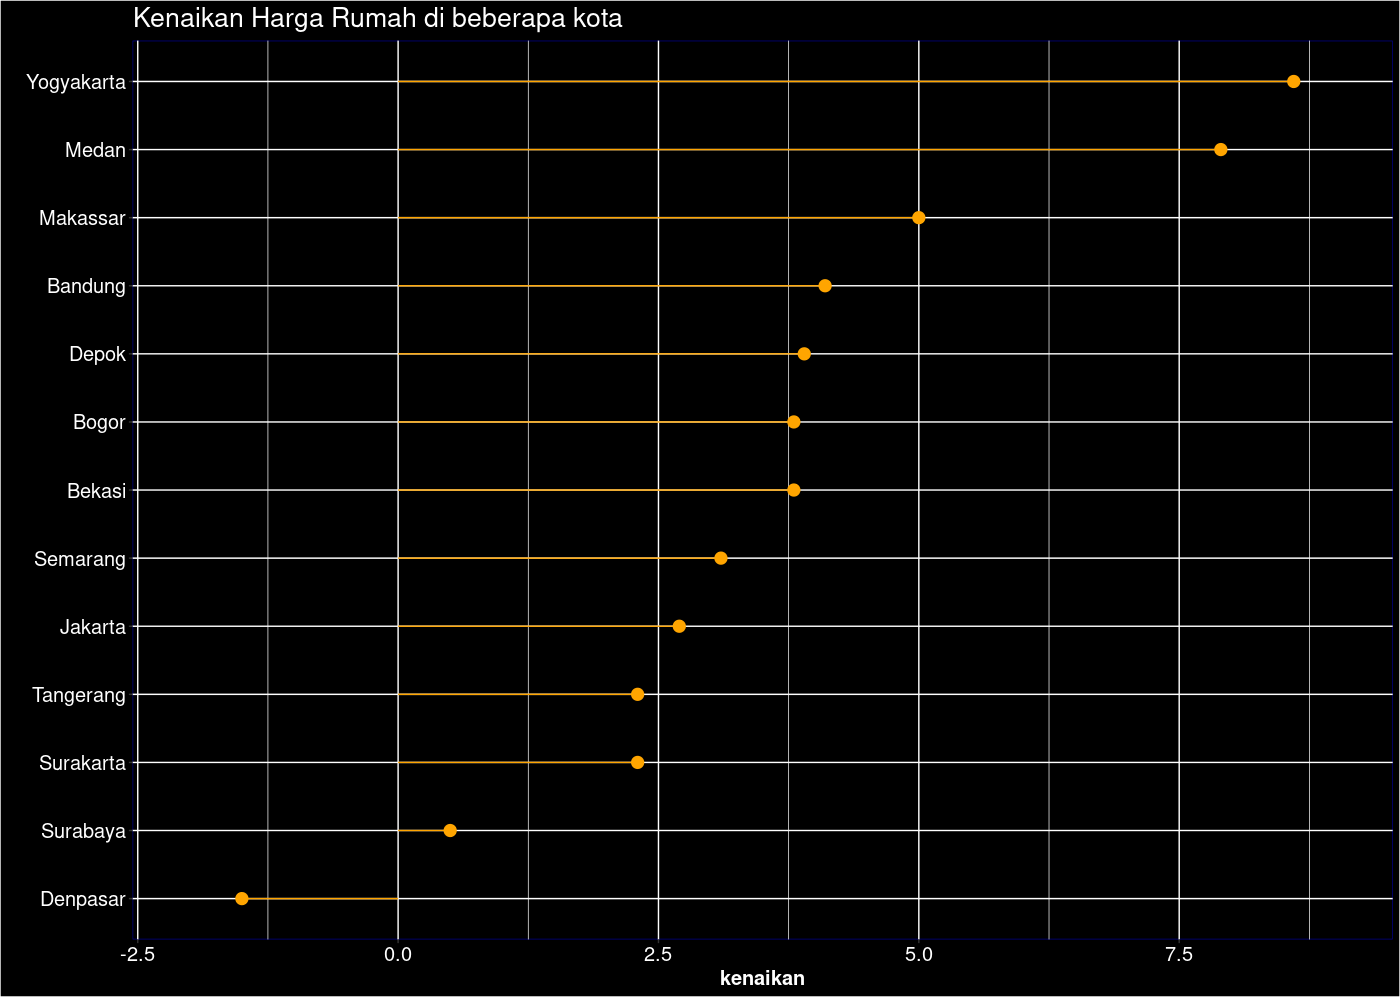 Kenaikan Harga Rumah di beberapa kota
Yogyakarta
Medan
Makassar
Bandung
Depok
Bogor
Bekasi
Semarang
Jakarta
Tangerang
Surakarta
Surabaya
Denpasar
-2.5 0.0 2.5 5.0 7.5
kenaikan